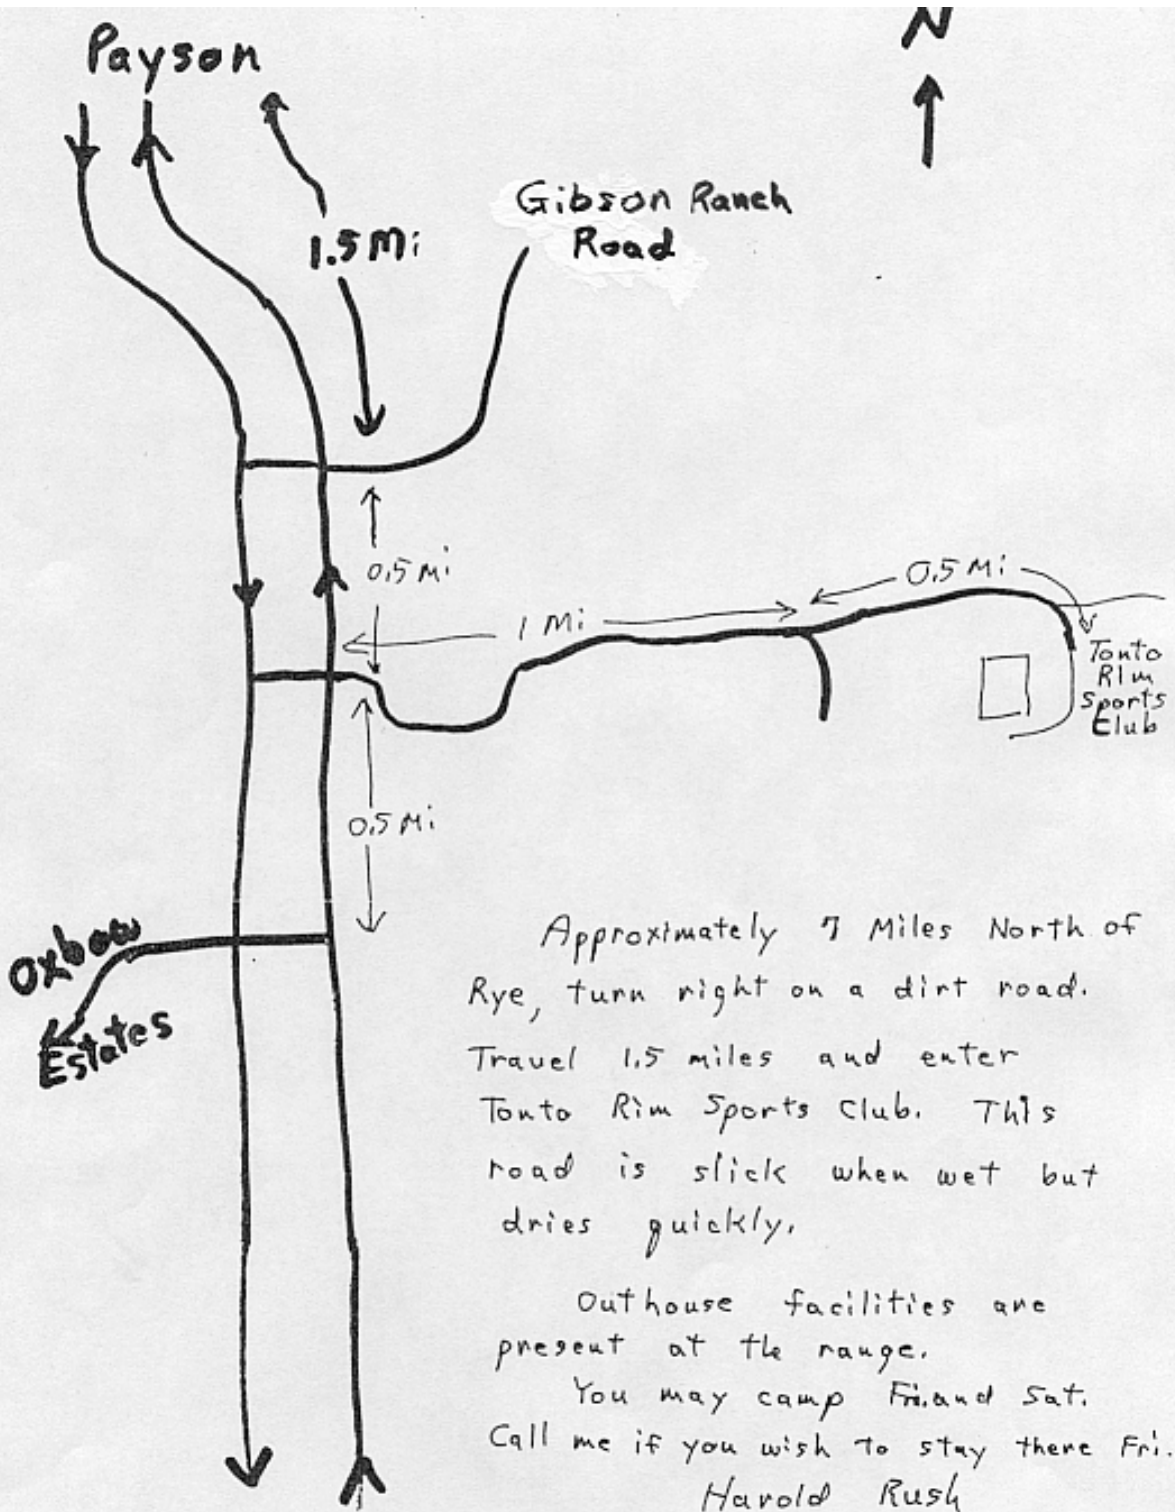 N
Payson
Gibson Ranch
Road
1.5 Mi
0.5 Mi
0.5 Mi
1 Mi
Tonto
Rim
Sports
Club
0.5 Mi
Oxbow
Estates
Approximately 7 Miles North of
Rye, turn right on a dirt road.
Travel 1.5 miles and enter
Tonto Rim Sports Club. This
road is slick when wet but
dries quickly.
Outhouse facilities are
present at the range.
You may camp Fri. and Sat.
Call me if you wish to stay there Fri.
Harold Rush